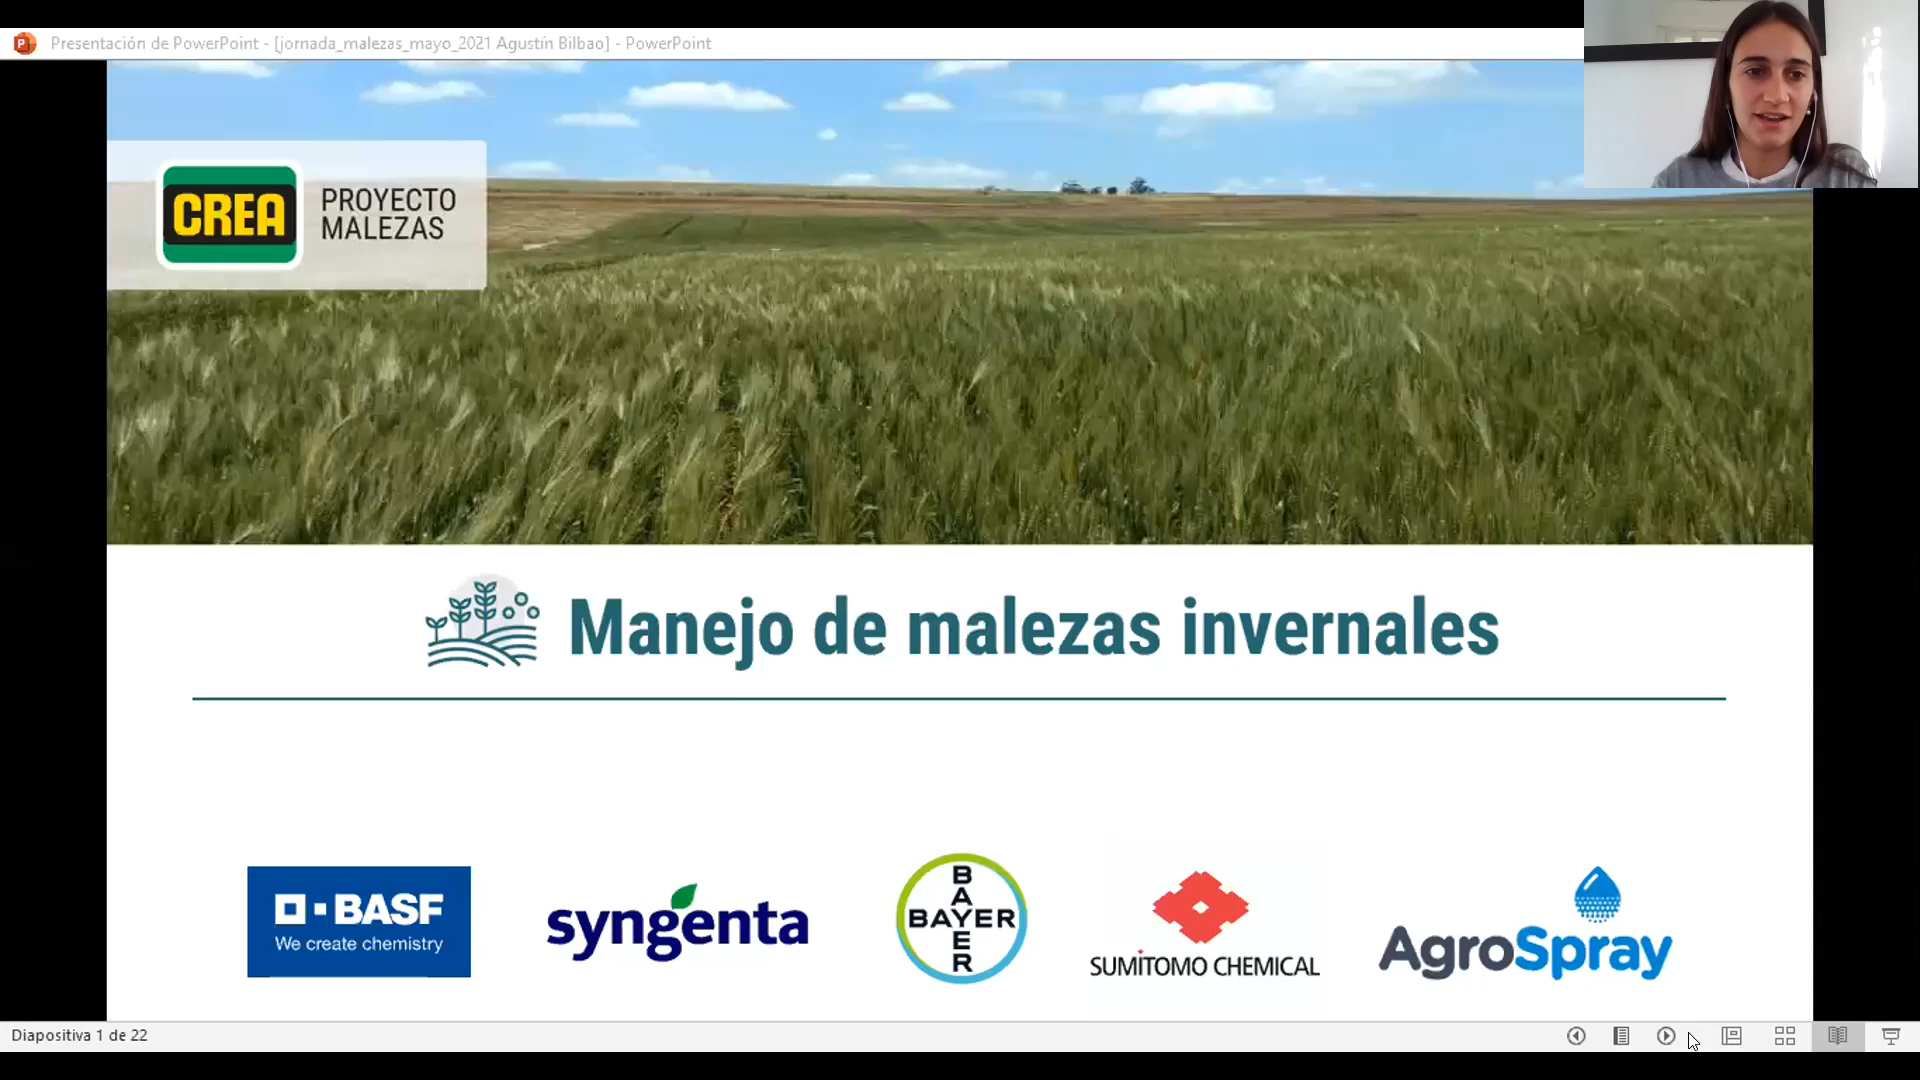 Presentación de PowerPoint - [jornada_malezas_mayo_2021 Agustín Bilbao] - PowerPoint
CREA
PROYECTO
MALEZAS
Manejo de malezas invernales
BASF
We create chemistry
syngenta
BAYER
BAYER
SUMITOMO CHEMICAL
AgroSpray
Diapositiva 1 de 22